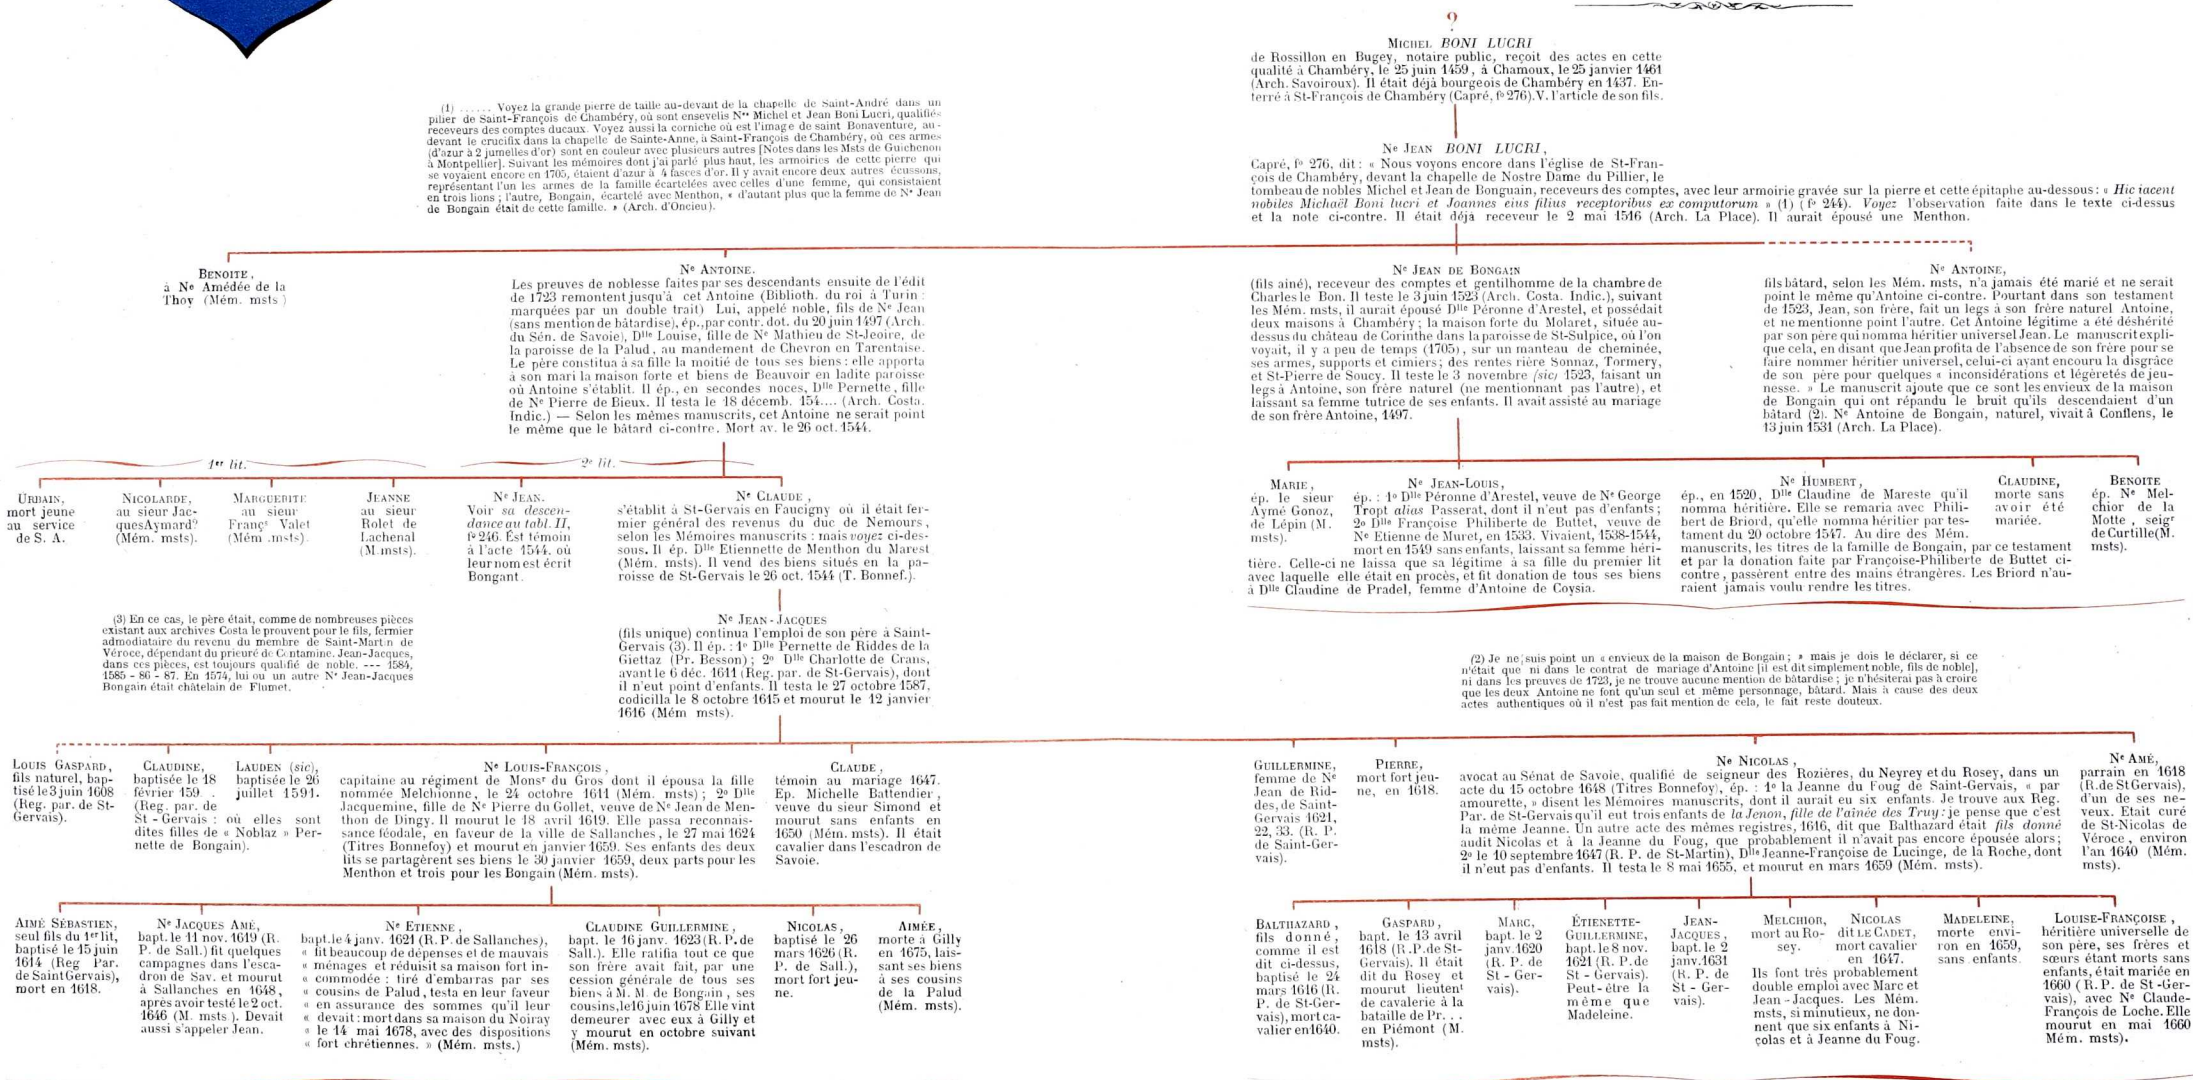 ?
MICHEL BONI LUCRI
de Rossillon en Bugey, notaire public, reçoit des actes en cette
qualité à Chambéry, le 25 juin 1459, à Chamoux, le 25 janvier 1461
(Arch. Savoiroux). Il était déjà bourgeois de Chambéry en 1437. En-
terré à St-François de Chambéry (Capré, fº 276). V. l'article de son fils.
(1) ...... Voyez la grande pierre de taille au-devant de la chapelle de Saint-André dans un
pilier de Saint-François de Chambéry, où sont ensevelis Nˢˢ Michel et Jean Boni Lucri, qualifiés
receveurs des comptes ducaux. Voyez aussi la corniche où est l'image de saint Bonaventure, au-
devant le crucifix dans la chapelle de Sainte-Anne, à Saint-François de Chambéry, où ces armes
(d'azur à 2 jumelles d'or) sont en couleur avec plusieurs autres [Notes dans les Msts de Guichenon
à Montpellier]. Suivant les mémoires dont j'ai parlé plus haut, les armoiries de cette pierre qui
se voyaient encore en 1705, étaient d'azur à 4 fasces d'or. Il y avait encore deux autres écussons,
représentant l'un les armes de la famille écartelées avec celles d'une femme, qui consistaient
en trois lions ; l'autre, Bongain, écartelé avec Menthon, « d'autant plus que la femme de Nᵉ Jean
de Bongain était de cette famille. » (Arch. d'Oncieu).
Nᵉ JEAN BONI LUCRI,
Capré, fº 276, dit : « Nous voyons encore dans l'église de St-Fran-
çois de Chambéry, devant la chapelle de Nostre Dame du Pillier, le
tombeau de nobles Michel et Jean de Bonguain, receveurs des comptes, avec leur armoirie gravée sur la pierre et cette épitaphe au-dessous : « Hic iacent
nobiles Michaël Boni lucri et Joannes eius filius receptoribus ex computorum » (1) (fº 244). Voyez l'observation faite dans le texte ci-dessus
et la note ci-contre. Il était déjà receveur le 2 mai 1516 (Arch. La Place). Il aurait épousé une Menthon.
BENOITE,
à Nᵉ Amédée de la
Thoy (Mém. msts )
Nᵉ ANTOINE.
Les preuves de noblesse faites par ses descendants ensuite de l'édit
de 1723 remontent jusqu'à cet Antoine (Biblioth. du roi à Turin :
marquées par un double trait) Lui, appelé noble, fils de Nᵉ Jean
(sans mention de bâtardise), ép., par contr. dot. du 20 juin 1497 (Arch.
du Sén. de Savoie), Dˡˡᵉ Louise, fille de Nᵉ Mathieu de St-Jeoire, de
la paroisse de la Palud, au mandement de Chevron en Tarentaise.
Le père constitua à sa fille la moitié de tous ses biens : elle apporta
à son mari la maison forte et biens de Beauvoir en ladite paroisse
où Antoine s'établit. Il ép., en secondes noces, Dˡˡᵉ Pernette, fille
de Nᵉ Pierre de Bieux. Il testa le 18 décemb. 154.... (Arch. Costa.
Indic.) — Selon les mêmes manuscrits, cet Antoine ne serait point
le même que le bâtard ci-contre. Mort av. le 26 oct. 1544.
Nᵉ JEAN DE BONGAIN
(fils ainé), receveur des comptes et gentilhomme de la chambre de
Charles le Bon. Il teste le 3 juin 1523 (Arch. Costa. Indic.), suivant
les Mém. msts, il aurait épousé Dˡˡᵉ Péronne d'Arestel, et possédait
deux maisons à Chambéry ; la maison forte du Molaret, située au-
dessus du château de Corinthe dans la paroisse de St-Sulpice, où l'on
voyait, il y a peu de temps (1705), sur un manteau de cheminée,
ses armes, supports et cimiers ; des rentes rière Sonnaz, Tormery,
et St-Pierre de Soucy. Il teste le 3 novembre (sic) 1523, faisant un
legs à Antoine, son frère naturel (ne mentionnant pas l'autre), et
laissant sa femme tutrice de ses enfants. Il avait assisté au mariage
de son frère Antoine, 1497.
Nᵉ ANTOINE,
fils bâtard, selon les Mém. msts, n'a jamais été marié et ne serait
point le même qu'Antoine ci-contre. Pourtant dans son testament
de 1523, Jean, son frère, fait un legs à son frère naturel Antoine,
et ne mentionne point l'autre. Cet Antoine légitime a été déshérité
par son père qui nomma héritier universel Jean. Le manuscrit expli-
que cela, en disant que Jean profita de l'absence de son frère pour se
faire nommer héritier universel, celui-ci ayant encouru la disgrâce
de son père pour quelques « inconsidérations et légèretés de jeu-
nesse. » Le manuscrit ajoute que ce sont les envieux de la maison
de Bongain qui ont répandu le bruit qu'ils descendaient d'un
bâtard (2). Nᵉ Antoine de Bongain, naturel, vivait à Conflens, le
13 juin 1531 (Arch. La Place).
1ᵉʳ lit.
2ᵉ lit.
URBAIN,
mort jeune
au service
de S. A.
NICOLARDE,
au sieur Jac-
ques Aymard?
(Mém. msts).
MARGUERITE
au sieur
Françˢ Valet
(Mém .msts).
JEANNE
au sieur
Rolet de
Lachenal
(M. msts).
Nᵉ JEAN.
Voir sa descen-
dance au tabl. II,
fº 246. Est témoin
à l'acte 1544. où
leur nom est écrit
Bongant.
Nᵉ CLAUDE,
s'établit à St-Gervais en Faucigny où il était fer-
mier général des revenus du duc de Nemours,
selon les Mémoires manuscrits : mais voyez ci-des-
sous. Il ép. Dˡˡᵉ Etiennette de Menthon du Marest
(Mém. msts). Il vend des biens situés en la pa-
roisse de St-Gervais le 26 oct. 1544 (T. Bonnef.).
MARIE,
ép. le sieur
Aymé Gonoz,
de Lépin (M.
msts).
Nᵉ JEAN-LOUIS,
ép. : 1º Dˡˡᵉ Péronne d'Arestel, veuve de Nᵉ George
Tropt alias Passerat, dont il n'eut pas d'enfants ;
2º Dˡˡᵉ Françoise Philiberte de Buttet, veuve de
Nᵉ Etienne de Muret, en 1533. Vivaient, 1538-1544,
mort en 1549 sans enfants, laissant sa femme héri-
tière. Celle-ci ne laissa que sa légitime à sa fille du premier lit
avec laquelle elle était en procès, et fit donation de tous ses biens
à Dˡˡᵉ Claudine de Pradel, femme d'Antoine de Coysia.
Nᵉ HUMBERT,
ép., en 1520, Dˡˡᵉ Claudine de Mareste qu'il
nomma héritière. Elle se remaria avec Phili-
bert de Briord, qu'elle nomma héritier par tes-
tament du 20 octobre 1547. Au dire des Mém.
manuscrits, les titres de la famille de Bongain, par ce testament
et par la donation faite par Françoise-Philiberte de Buttet ci-
contre, passèrent entre des mains étrangères. Les Briord n'au-
raient jamais voulu rendre les titres.
CLAUDINE,
morte sans
avoir été
mariée.
BENOITE
ép. Nᵉ Mel-
chior de la
Motte, seigʳ
de Curtille (M.
msts).
(3) En ce cas, le père était, comme de nombreuses pièces
existant aux archives Costa le prouvent pour le fils, fermier
admodiataire du revenu du membre de Saint-Martin de
Véroce, dépendant du prieuré de Contamine. Jean-Jacques,
dans ces pièces, est toujours qualifié de noble. --- 1584,
1585 - 86 - 87. En 1574, lui ou un autre Nᵉ Jean-Jacques
Bongain était châtelain de Flumet.
Nᵉ JEAN-JACQUES
(fils unique) continua l'emploi de son père à Saint-
Gervais (3). Il ép. : 1º Dˡˡᵉ Pernette de Riddes de la
Giettaz (Pr. Besson) ; 2º Dˡˡᵉ Charlotte de Crans,
avant le 6 déc. 1611 (Reg. par. de St-Gervais), dont
il n'eut point d'enfants. Il testa le 27 octobre 1587,
codicilla le 8 octobre 1615 et mourut le 12 janvier
1616 (Mém msts).
(2) Je ne suis point un « envieux de la maison de Bongain ; » mais je dois le déclarer, si ce
n'était que ni dans le contrat de mariage d'Antoine [il est dit simplement noble, fils de noble],
ni dans les preuves de 1723, je ne trouve aucune mention de bâtardise ; je n'hésiterai pas à croire
que les deux Antoine ne font qu'un seul et même personnage, bâtard. Mais à cause des deux
actes authentiques où il n'est pas fait mention de cela, le fait reste douteux.
LOUIS GASPARD,
fils naturel, bap-
tisé le 3 juin 1608
(Reg. par. de St-
Gervais).
CLAUDINE,
baptisée le 18
février 159. .
(Reg. par. de
LAUDEN (sic),
baptisée le 26
juillet 1591.
St-Gervais : où elles sont
dites filles de « Noblaz » Per-
nette de Bongain).
Nᵉ LOUIS-FRANÇOIS,
capitaine au régiment de Monsʳ du Gros dont il épousa la fille
nommée Melchionne, le 24 octobre 1611 (Mém. msts) ; 2º Dˡˡᵉ
Jacquemine, fille de Nᵉ Pierre du Gollet, veuve de Nᵉ Jean de Men-
thon de Dingy. Il mourut le 18 avril 1619. Elle passa reconnais-
sance féodale, en faveur de la ville de Sallanches, le 27 mai 1624
(Titres Bonnefoy) et mourut en janvier 1659. Ses enfants des deux
lits se partagèrent ses biens le 30 janvier 1659, deux parts pour les
Menthon et trois pour les Bongain (Mém. msts).
CLAUDE,
témoin au mariage 1647.
Ep. Michelle Battendier,
veuve du sieur Simond et
mourut sans enfants en
1650 (Mém. msts). Il était
cavalier dans l'escadron de
Savoie.
GUILLERMINE,
femme de Nᵉ
Jean de Rid-
des, de Saint-
Gervais 1621,
22, 33. (R. P.
de Saint-Ger-
vais).
PIERRE,
mort fort jeu-
ne, en 1618.
Nᵉ NICOLAS,
avocat au Sénat de Savoie, qualifié de seigneur des Rozières, du Neyrey et du Rosey, dans un
acte du 15 octobre 1648 (Titres Bonnefoy), ép. : 1º la Jeanne du Foug de Saint-Gervais, « par
amourette, » disent les Mémoires manuscrits, dont il aurait eu six enfants. Je trouve aux Reg.
Par. de St-Gervais qu'il eut trois enfants de la Jenon, fille de l'aînée des Truy : je pense que c'est
la même Jeanne. Un autre acte des mêmes registres, 1616, dit que Balthazard était fils donné
audit Nicolas et à la Jeanne du Foug, que probablement il n'avait pas encore épousée alors ;
2º le 10 septembre 1647 (R. P. de St-Martin), Dˡˡᵉ Jeanne-Françoise de Lucinge, de la Roche, dont
il n'eut pas d'enfants. Il testa le 8 mai 1655, et mourut en mars 1659 (Mém. msts).
Nᵉ AMÉ,
parrain en 1618
(R. de St Gervais),
d'un de ses ne-
veux. Etait curé
de St-Nicolas de
Véroce, environ
l'an 1640 (Mém.
msts).
AIMÉ SÉBASTIEN,
seul fils du 1ᵉʳ lit,
baptisé le 15 juin
1614 (Reg Par.
de Saint Gervais),
mort en 1618.
Nᵉ JACQUES AMÉ,
bapt. le 11 nov. 1619 (R.
P. de Sall.) fit quelques
campagnes dans l'esca-
dron de Sav. et mourut
à Sallanches en 1648,
après avoir testé le 2 oct.
1646 (M. msts ). Devait
aussi s'appeler Jean.
Nᵉ ETIENNE,
bapt. le 4 janv. 1621 (R. P. de Sallanches),
« fit beaucoup de dépenses et de mauvais
« ménages et réduisit sa maison fort in-
« commodée : tiré d'embarras par ses
« cousins de Palud, testa en leur faveur
« en assurance des sommes qu'il leur
« devait : mort dans sa maison du Noiray
« le 14 mai 1678, avec des dispositions
« fort chrétiennes. » (Mém. msts.)
CLAUDINE GUILLERMINE,
bapt. le 16 janv. 1623 (R. P. de
Sall.). Elle ratifia tout ce que
son frère avait fait, par une
cession générale de tous ses
biens à M. M. de Bongain, ses
cousins, le 16 juin 1678 Elle vint
demeurer avec eux à Gilly et
y mourut en octobre suivant
(Mém. msts).
NICOLAS,
baptisé le 26
mars 1626 (R.
P. de Sall.),
mort fort jeu-
ne.
AIMÉE,
morte à Gilly
en 1675, lais-
sant ses biens
à ses cousins
de la Palud
(Mém. msts).
BALTHAZARD,
fils donné,
comme il est
dit ci-dessus,
baptisé le 24
mars 1616 (R.
P. de St-Ger-
vais), mort ca-
valier en 1640.
GASPARD,
bapt. le 13 avril
1618 (R. P. de St-
Gervais). Il était
dit du Rosey et
mourut lieutenᵗ
de cavalerie à la
bataille de Pr. . .
en Piémont (M.
msts).
MARC,
bapt. le 2
janv. 1620
(R. P. de
St - Ger-
vais).
ÉTIENETTE-
GUILLERMINE,
bapt. le 8 nov.
1621 (R. P. de
St - Gervais).
Peut-être la
même que
Madeleine.
JEAN-
JACQUES,
bapt. le 2
janv. 1631
(R. P. de
St - Ger-
vais).
MELCHIOR,
mort au Ro-
sey.
NICOLAS
dit LE CADET,
mort cavalier
en 1647.
Ils font très probablement
double emploi avec Marc et
Jean-Jacques. Les Mém.
msts, si minutieux, ne don-
nent que six enfants à Ni-
colas et à Jeanne du Foug.
MADELEINE,
morte envi-
ron en 1659,
sans enfants.
LOUISE-FRANÇOISE,
héritière universelle de
son père, ses frères et
sœurs étant morts sans
enfants, était mariée en
1660 (R. P. de St-Ger-
vais), avec Nᵉ Claude-
François de Loche. Elle
mourut en mai 1660
Mém. msts).